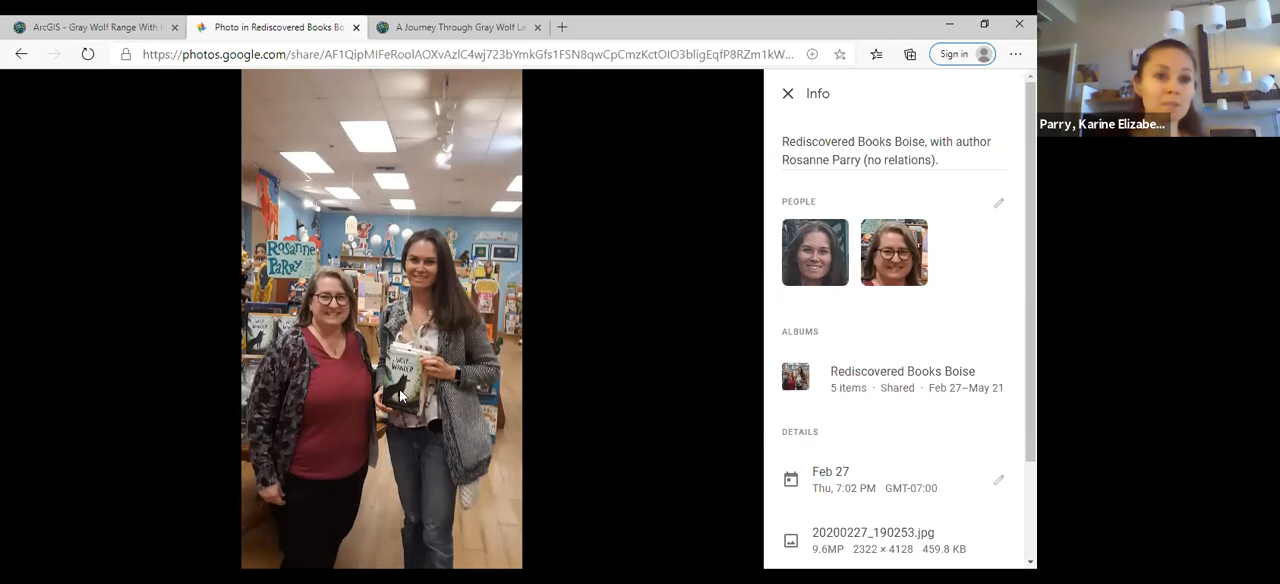 ArcGIS - Gray Wolf Range With
Photo in Rediscovered Books Bo
A Journey Through Gray Wolf La
https://photos.google.com/share/AF1QipMIFeRoolAOXvAzlC4wj723bYmkGfs1FSN8qwCpCmzKctOIO3bligEqfP8RZm1kW...
Sign in
Parry, Karine Elizabe...
Info
Rediscovered Books Boise, with author
Rosanne Parry (no relations).
PEOPLE
ALBUMS
Rediscovered Books Boise
5 items · Shared · Feb 27–May 21
DETAILS
Feb 27
Thu, 7:02 PM GMT-07:00
20200227_190253.jpg
9.6MP 2322 × 4128 459.8 KB
Rosanne
Parry
A WOLF
CALLED
WANDER